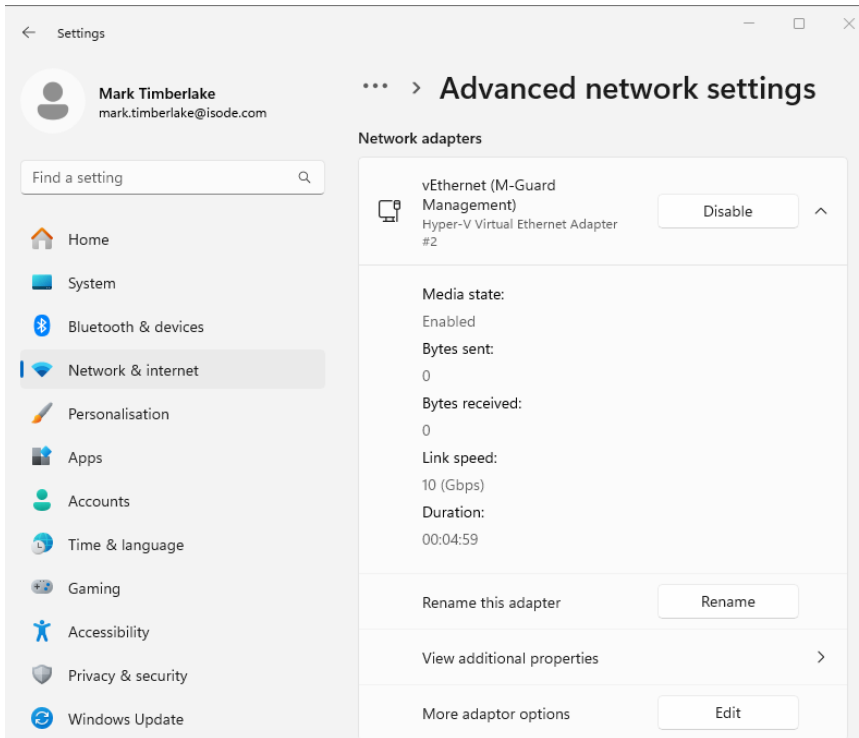 Settings
Mark Timberlake
mark.timberlake@isode.com
Find a setting
Home
System
Bluetooth & devices
Network & internet
Personalisation
Apps
Accounts
Time & language
Gaming
Accessibility
Privacy & security
Windows Update
... > Advanced network settings
Network adapters
vEthernet (M-Guard
Management)
Hyper-V Virtual Ethernet Adapter
#2
Disable
Media state:
Enabled
Bytes sent:
0
Bytes received:
0
Link speed:
10 (Gbps)
Duration:
00:04:59
Rename this adapter
Rename
View additional properties
More adaptor options
Edit